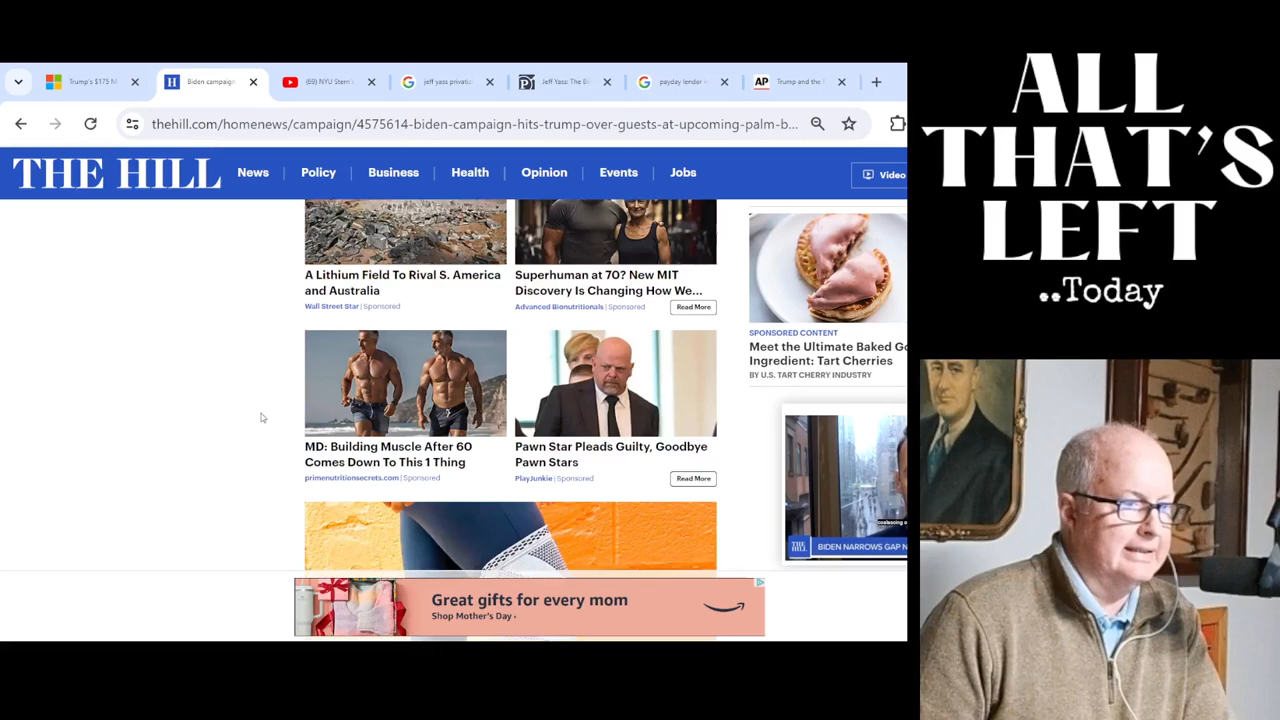 Trump's $175 M
Biden campaign
(69) NYU Stern's
jeff yass privatiz
Jeff Yass: The Bi
payday lender
AP
Trump and the
thehill.com/homenews/campaign/4575614-biden-campaign-hits-trump-over-guests-at-upcoming-palm-b...
THE HILL
News
Policy
Business
Health
Opinion
Events
Jobs
Video
A Lithium Field To Rival S. America
and Australia
Wall Street Star | Sponsored
Superhuman at 70? New MIT
Discovery Is Changing How We...
Advanced Bionutritionals | Sponsored
Read More
MD: Building Muscle After 60
Comes Down To This 1 Thing
primenutritionsecrets.com | Sponsored
Pawn Star Pleads Guilty, Goodbye
Pawn Stars
PlayJunkie | Sponsored
Read More
SPONSORED CONTENT
Meet the Ultimate Baked Go
Ingredient: Tart Cherries
BY U.S. TART CHERRY INDUSTRY
coalescing
THE HILL
BIDEN NARROWS GAP N
Great gifts for every mom
Shop Mother's Day ›
ALL
THAT'S
LEFT
..Today